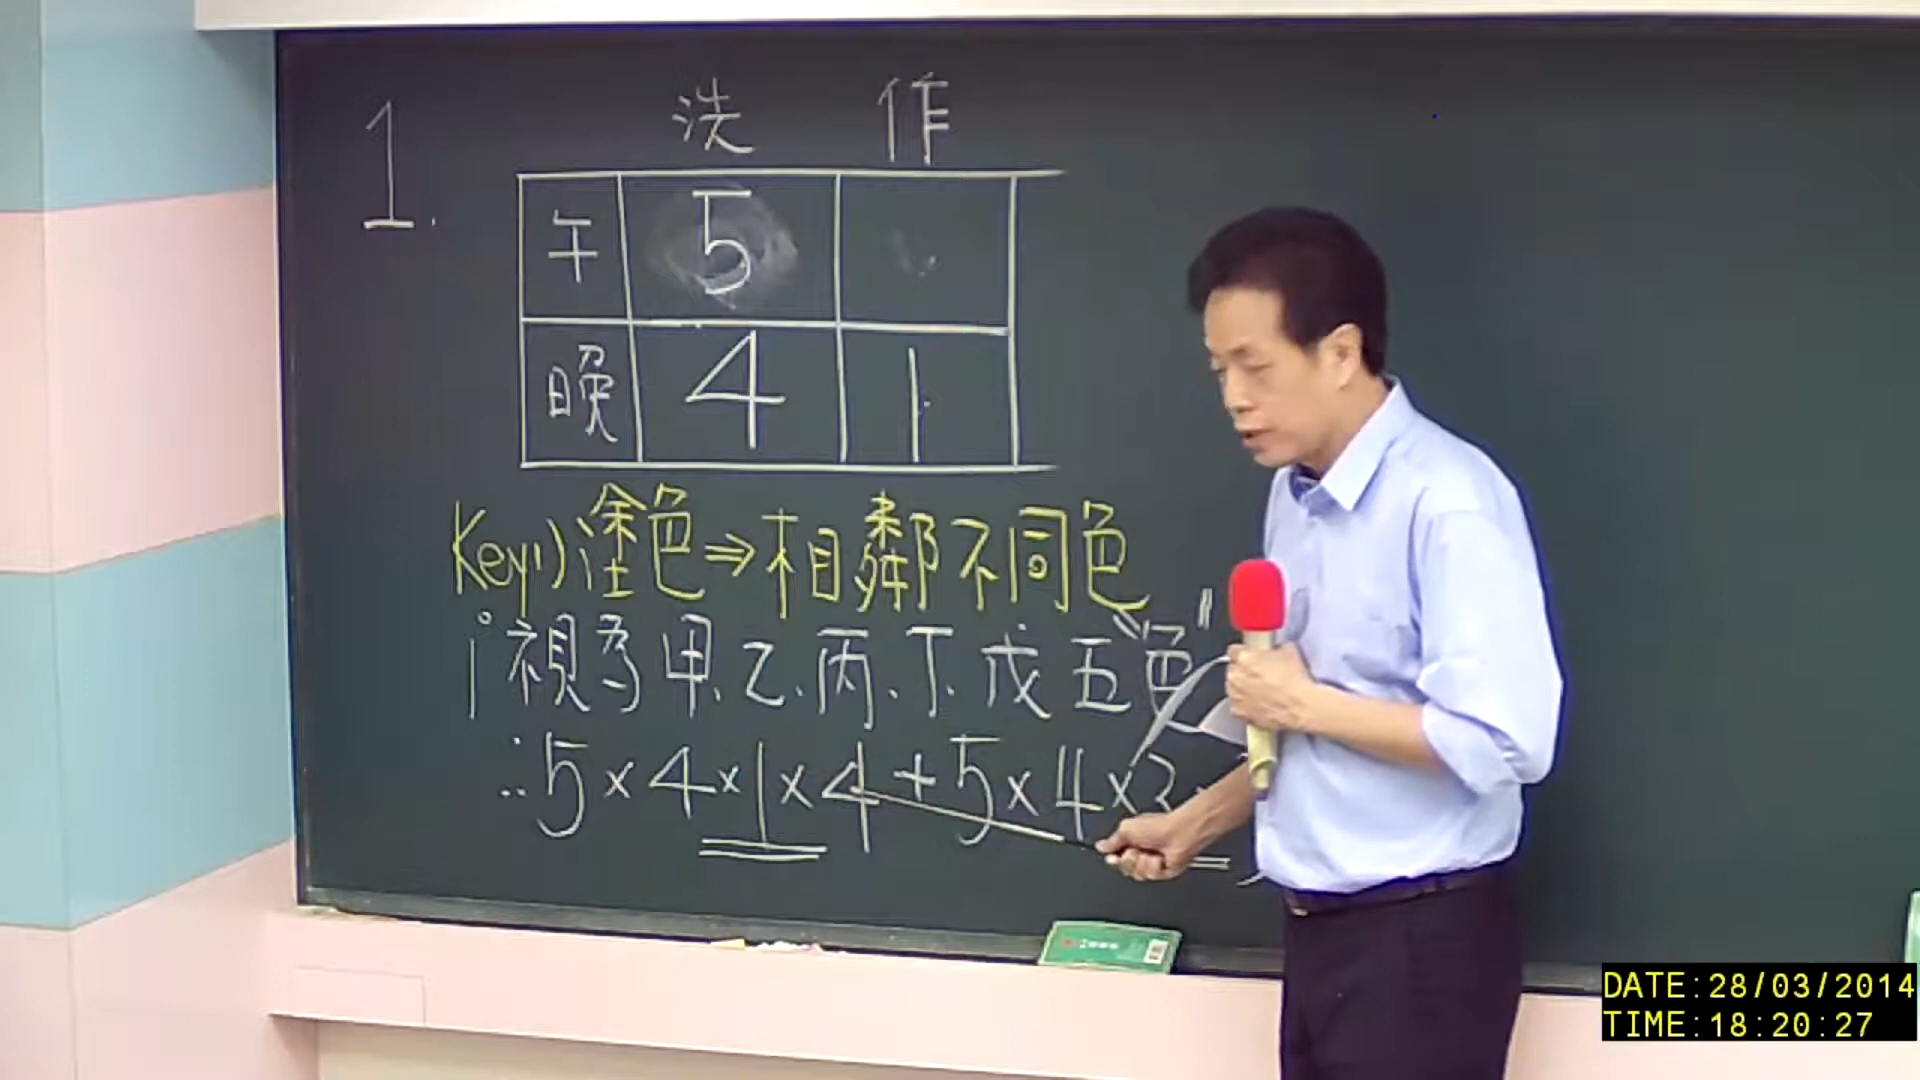 1.
洗 作
午 5
晚 4 1
Key1)塗色⇒相鄰不同色
1° 視為甲、乙、丙、丁、戊五"色"
∴5×4×1×4+5×4×3
DATE:28/03/2014
TIME:18:20:27